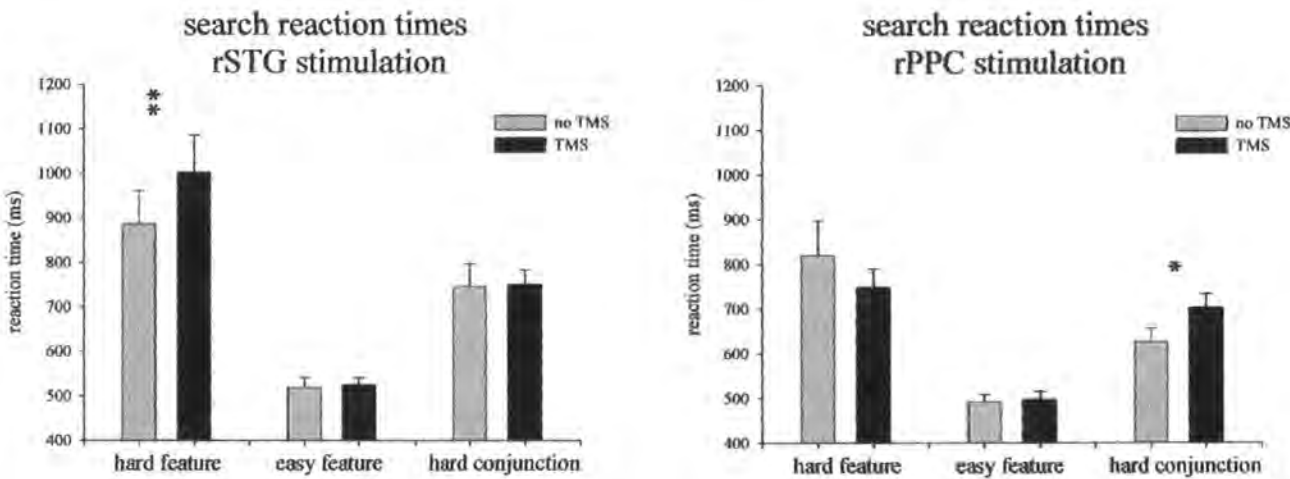 search reaction times
rSTG stimulation
1200
1100
1000
900
800
700
600
500
400
reaction time (ms)
**
no TMS
TMS
hard feature
easy feature
hard conjunction
search reaction times
rPPC stimulation
1200
1100
1000
900
800
700
600
500
400
reaction time (ms)
*
no TMS
TMS
hard feature
easy feature
hard conjunction